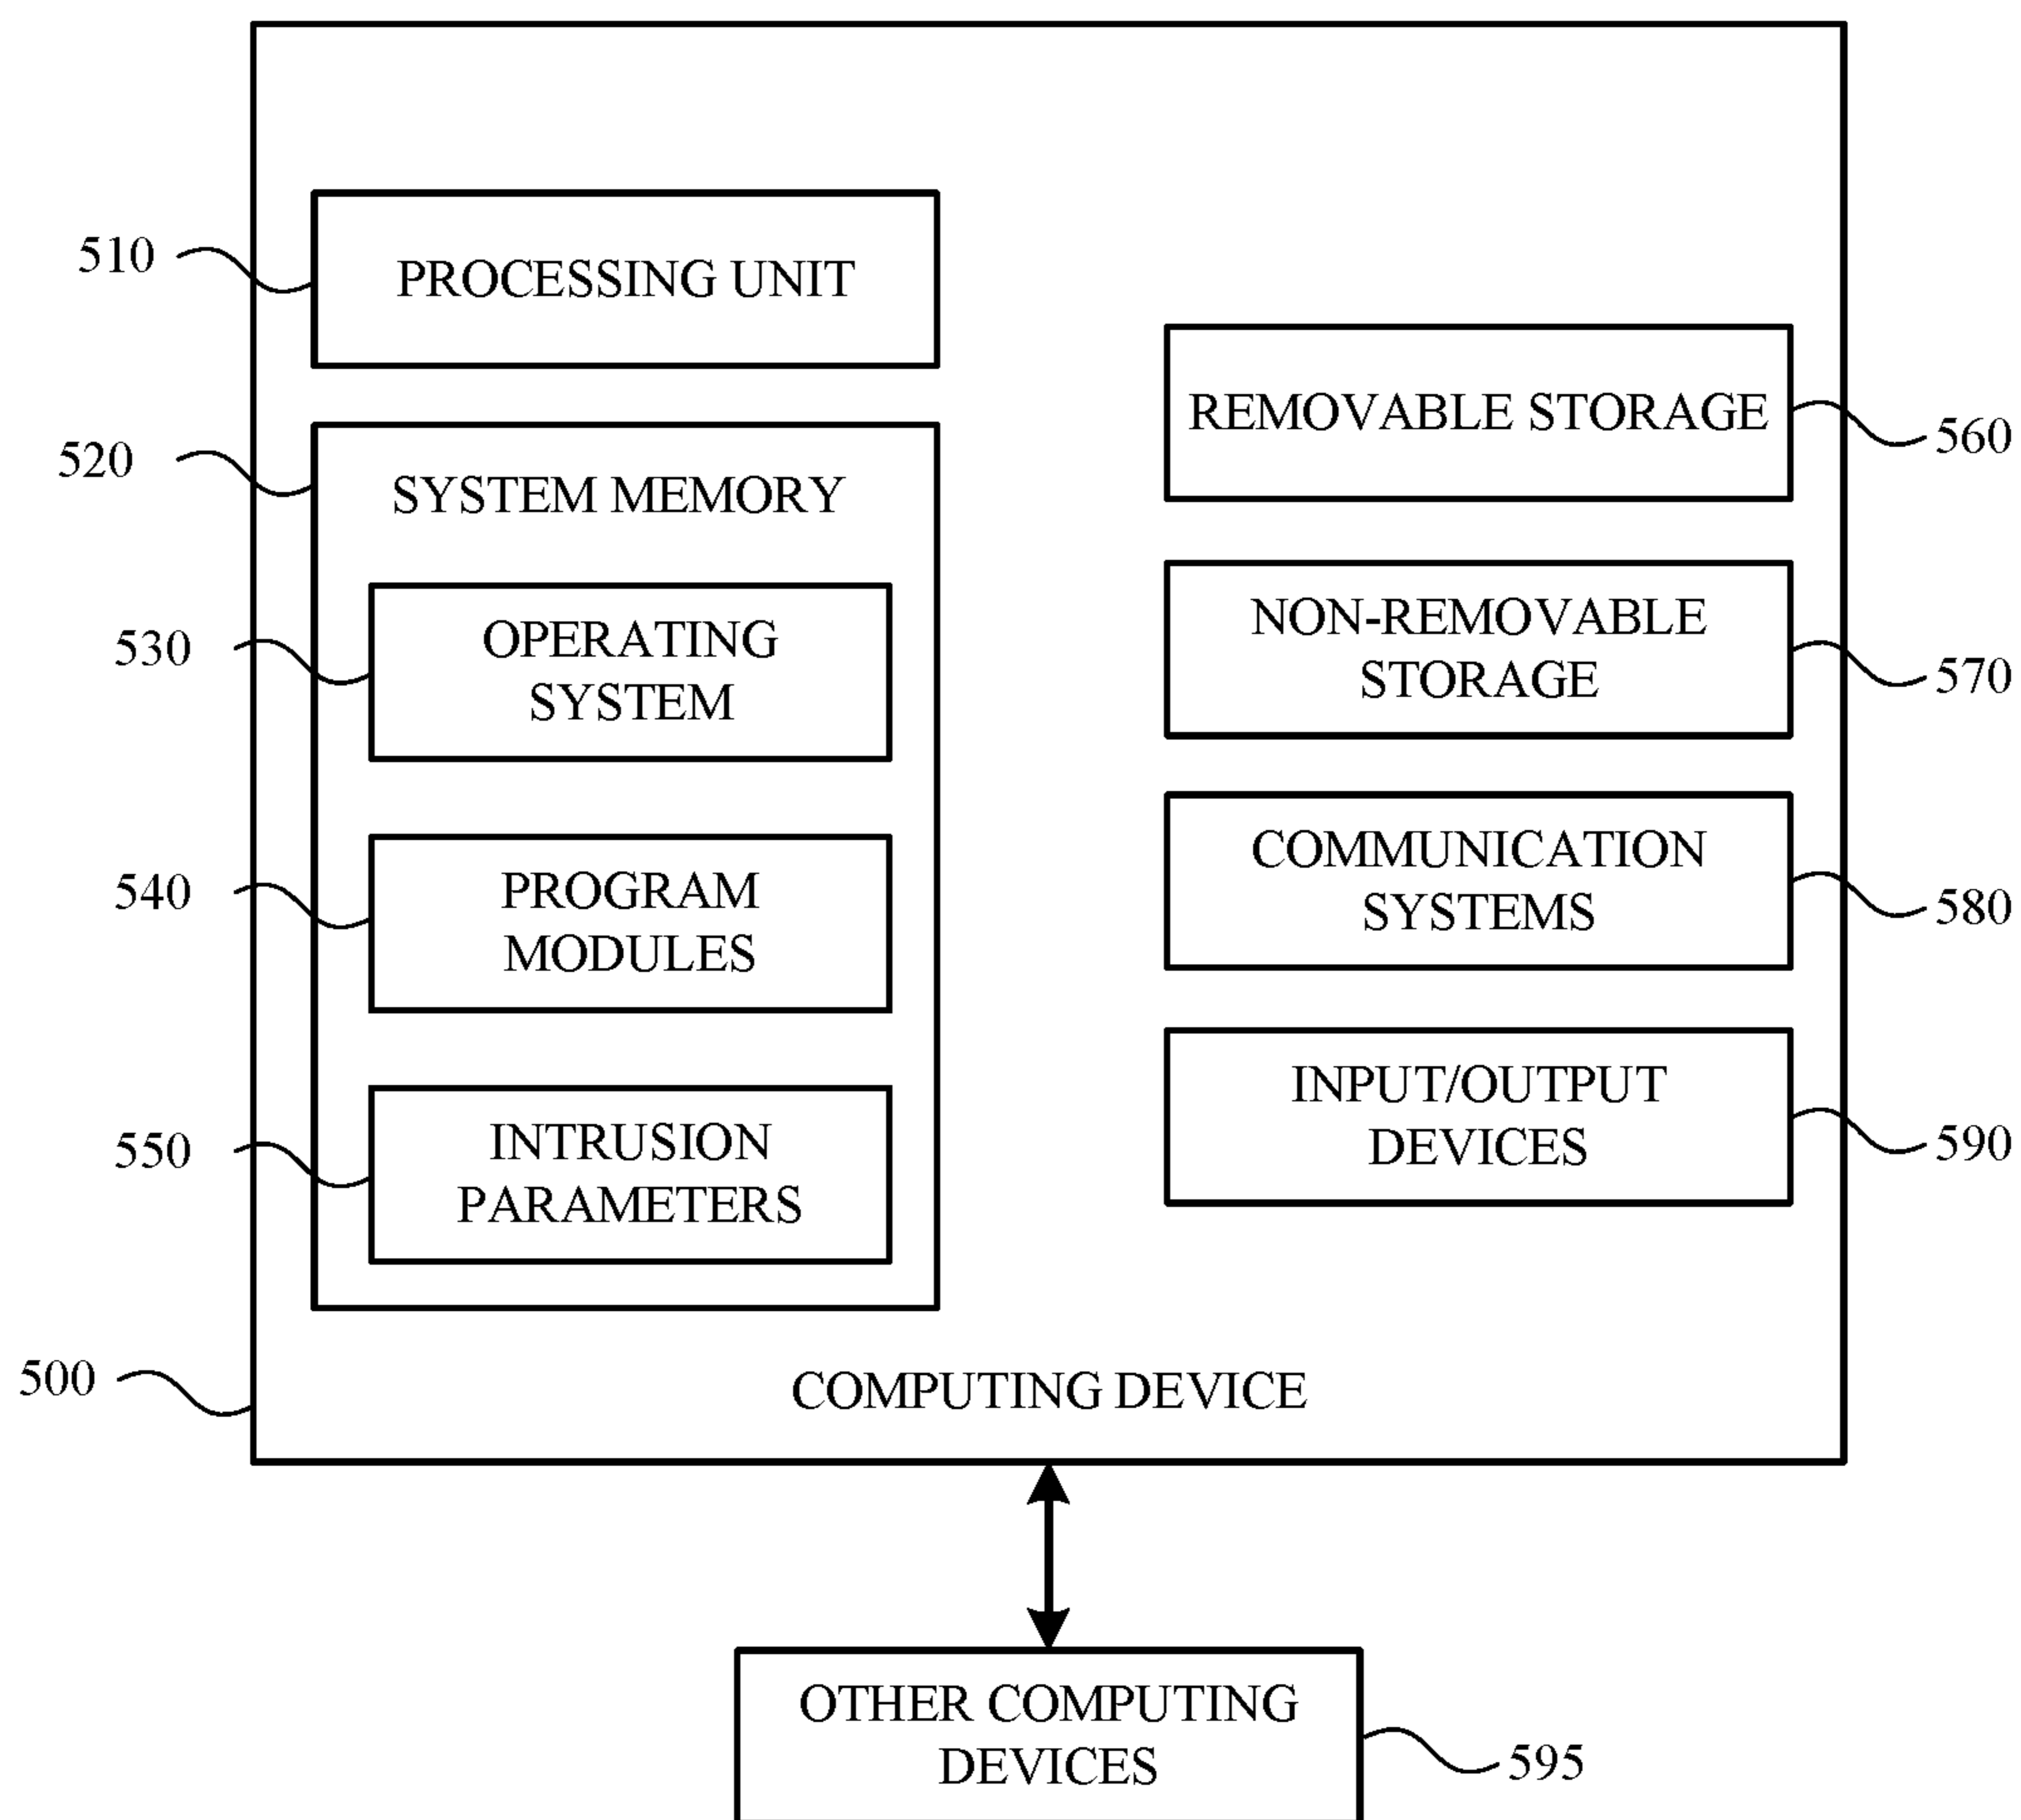 510
PROCESSING UNIT
520
SYSTEM MEMORY
530
OPERATING
SYSTEM
540
PROGRAM
MODULES
550
INTRUSION
PARAMETERS
REMOVABLE STORAGE
560
NON-REMOVABLE
STORAGE
570
COMMUNICATION
SYSTEMS
580
INPUT/OUTPUT
DEVICES
590
500
COMPUTING DEVICE
OTHER COMPUTING
DEVICES
595